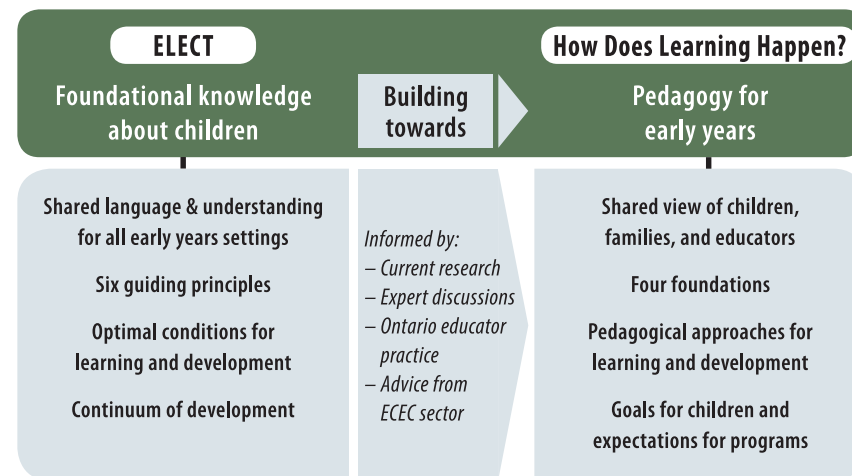 ELECT
Foundational knowledge
about children
Building
towards
How Does Learning Happen?
Pedagogy for
early years
Shared language & understanding
for all early years settings
Six guiding principles
Optimal conditions for
learning and development
Continuum of development
Informed by:
– Current research
– Expert discussions
– Ontario educator
practice
– Advice from
ECEC sector
Shared view of children,
families, and educators
Four foundations
Pedagogical approaches for
learning and development
Goals for children and
expectations for programs